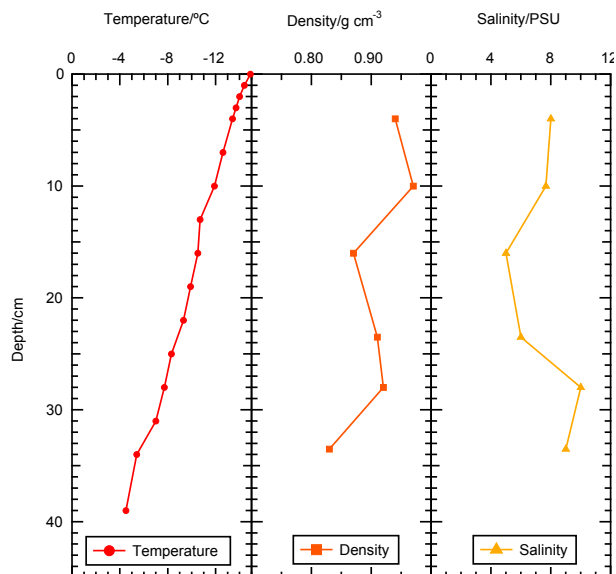 Temperature/ºC Density/g cm-3 Salinity/PSU
0 -4 -8 -12 0.80 0.90 0 4 8 12
0
10
20
30
40
Depth/cm
Temperature Density Salinity